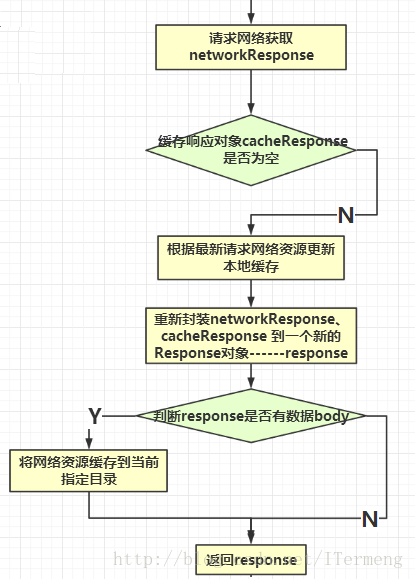 请求网络获取
networkResponse
缓存响应对象cacheResponse
是否为空
N
根据最新请求网络资源更新
本地缓存
重新封装networkResponse、
cacheResponse 到一个新的
Response对象------response
判断response是否有数据body
Y
将网络资源缓存到当前
指定目录
N
返回response
http://blog.csdn.net/ITermeng